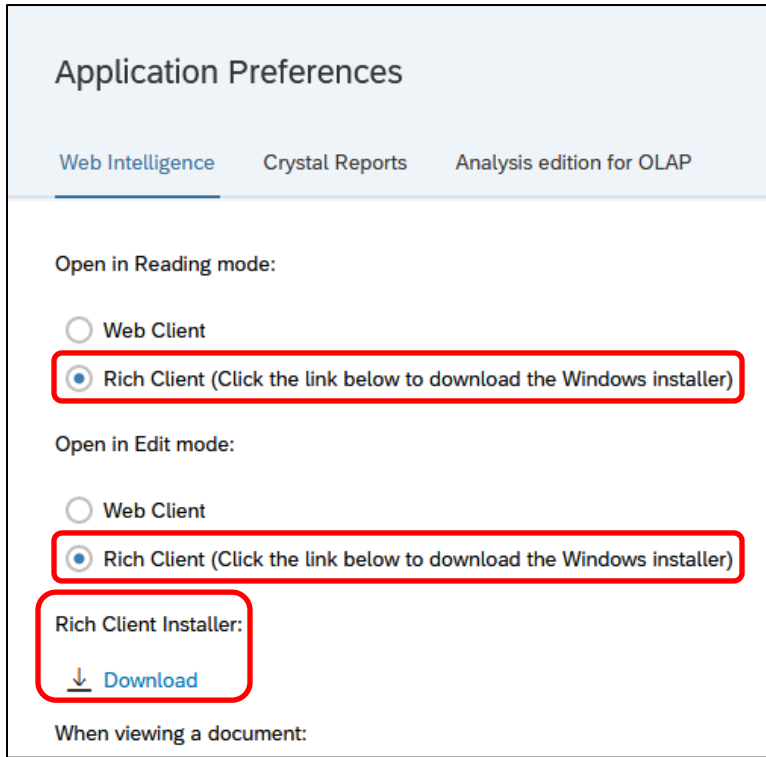 Application Preferences
Web Intelligence Crystal Reports Analysis edition for OLAP
Open in Reading mode:
Web Client
Rich Client (Click the link below to download the Windows installer)
Open in Edit mode:
Web Client
Rich Client (Click the link below to download the Windows installer)
Rich Client Installer:
Download
When viewing a document: